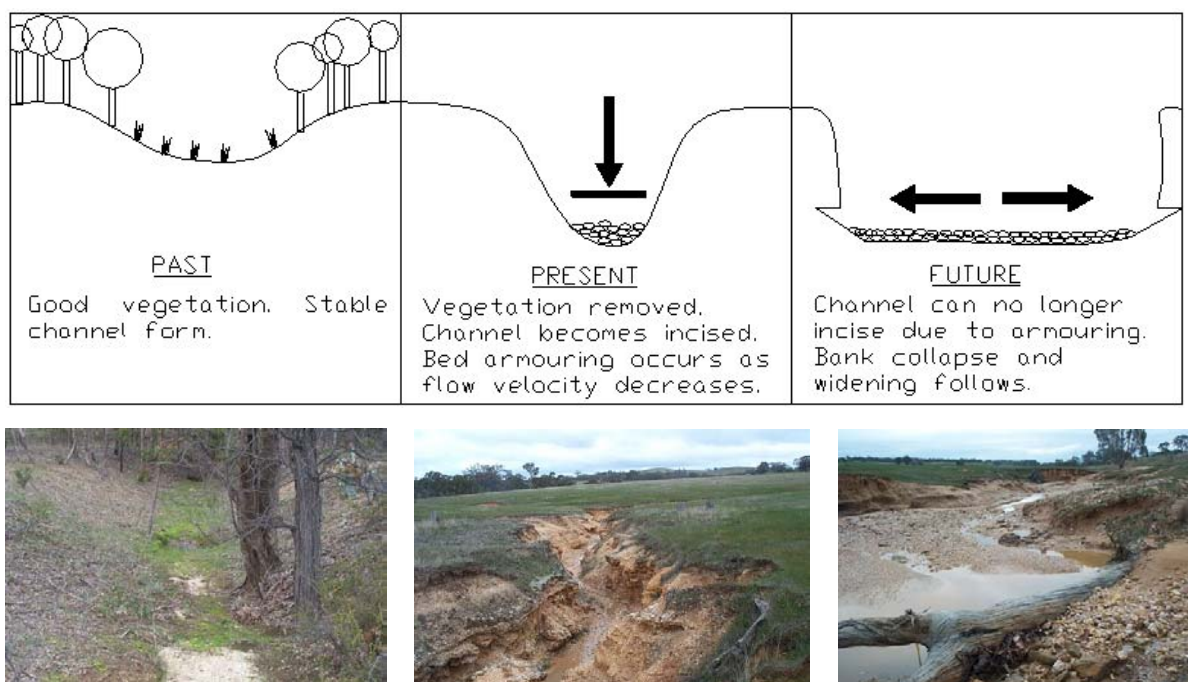 PAST
Good vegetation. Stable
channel form.
PRESENT
Vegetation removed.
Channel becomes incised.
Bed armouring occurs as
flow velocity decreases.
FUTURE
Channel can no longer
incise due to armouring.
Bank collapse and
widening follows.